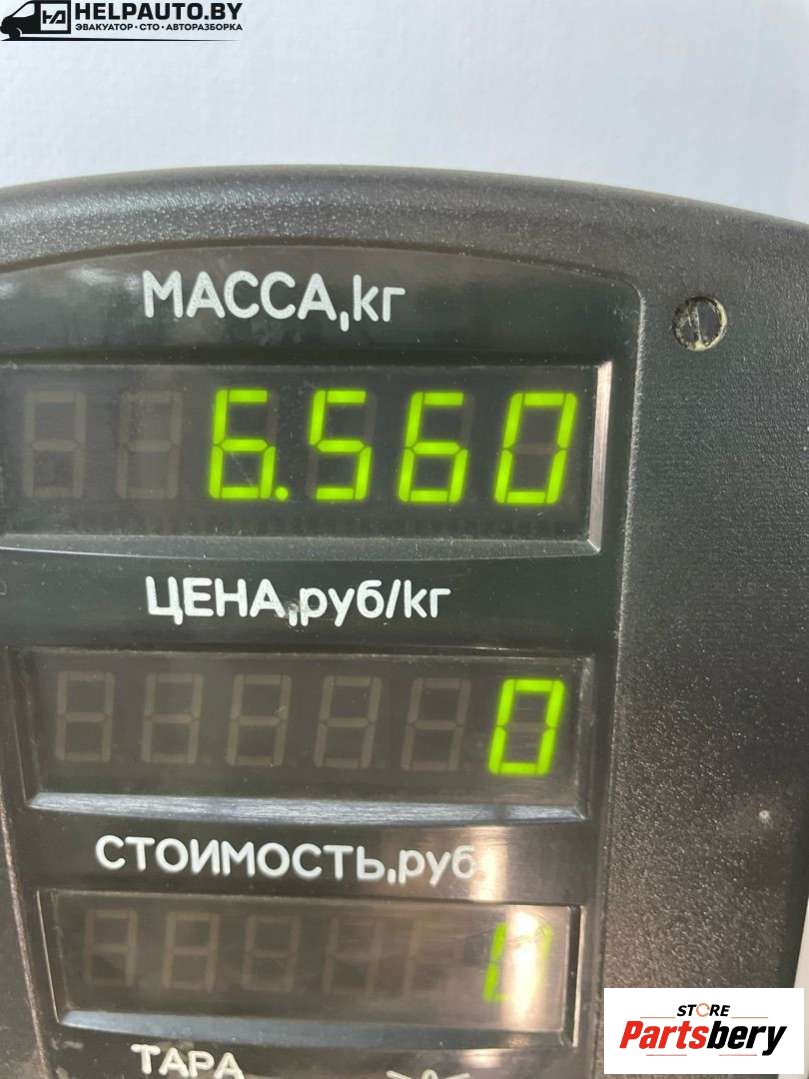 HELPAUTO.BY
ЭВАКУАТОР·СТО·АВТОРАЗБОРКА
МАССА,кг
6.560
ЦЕНА,руб/кг
0
СТОИМОСТЬ,руб
0
ТАРА
STORE
Partsbery